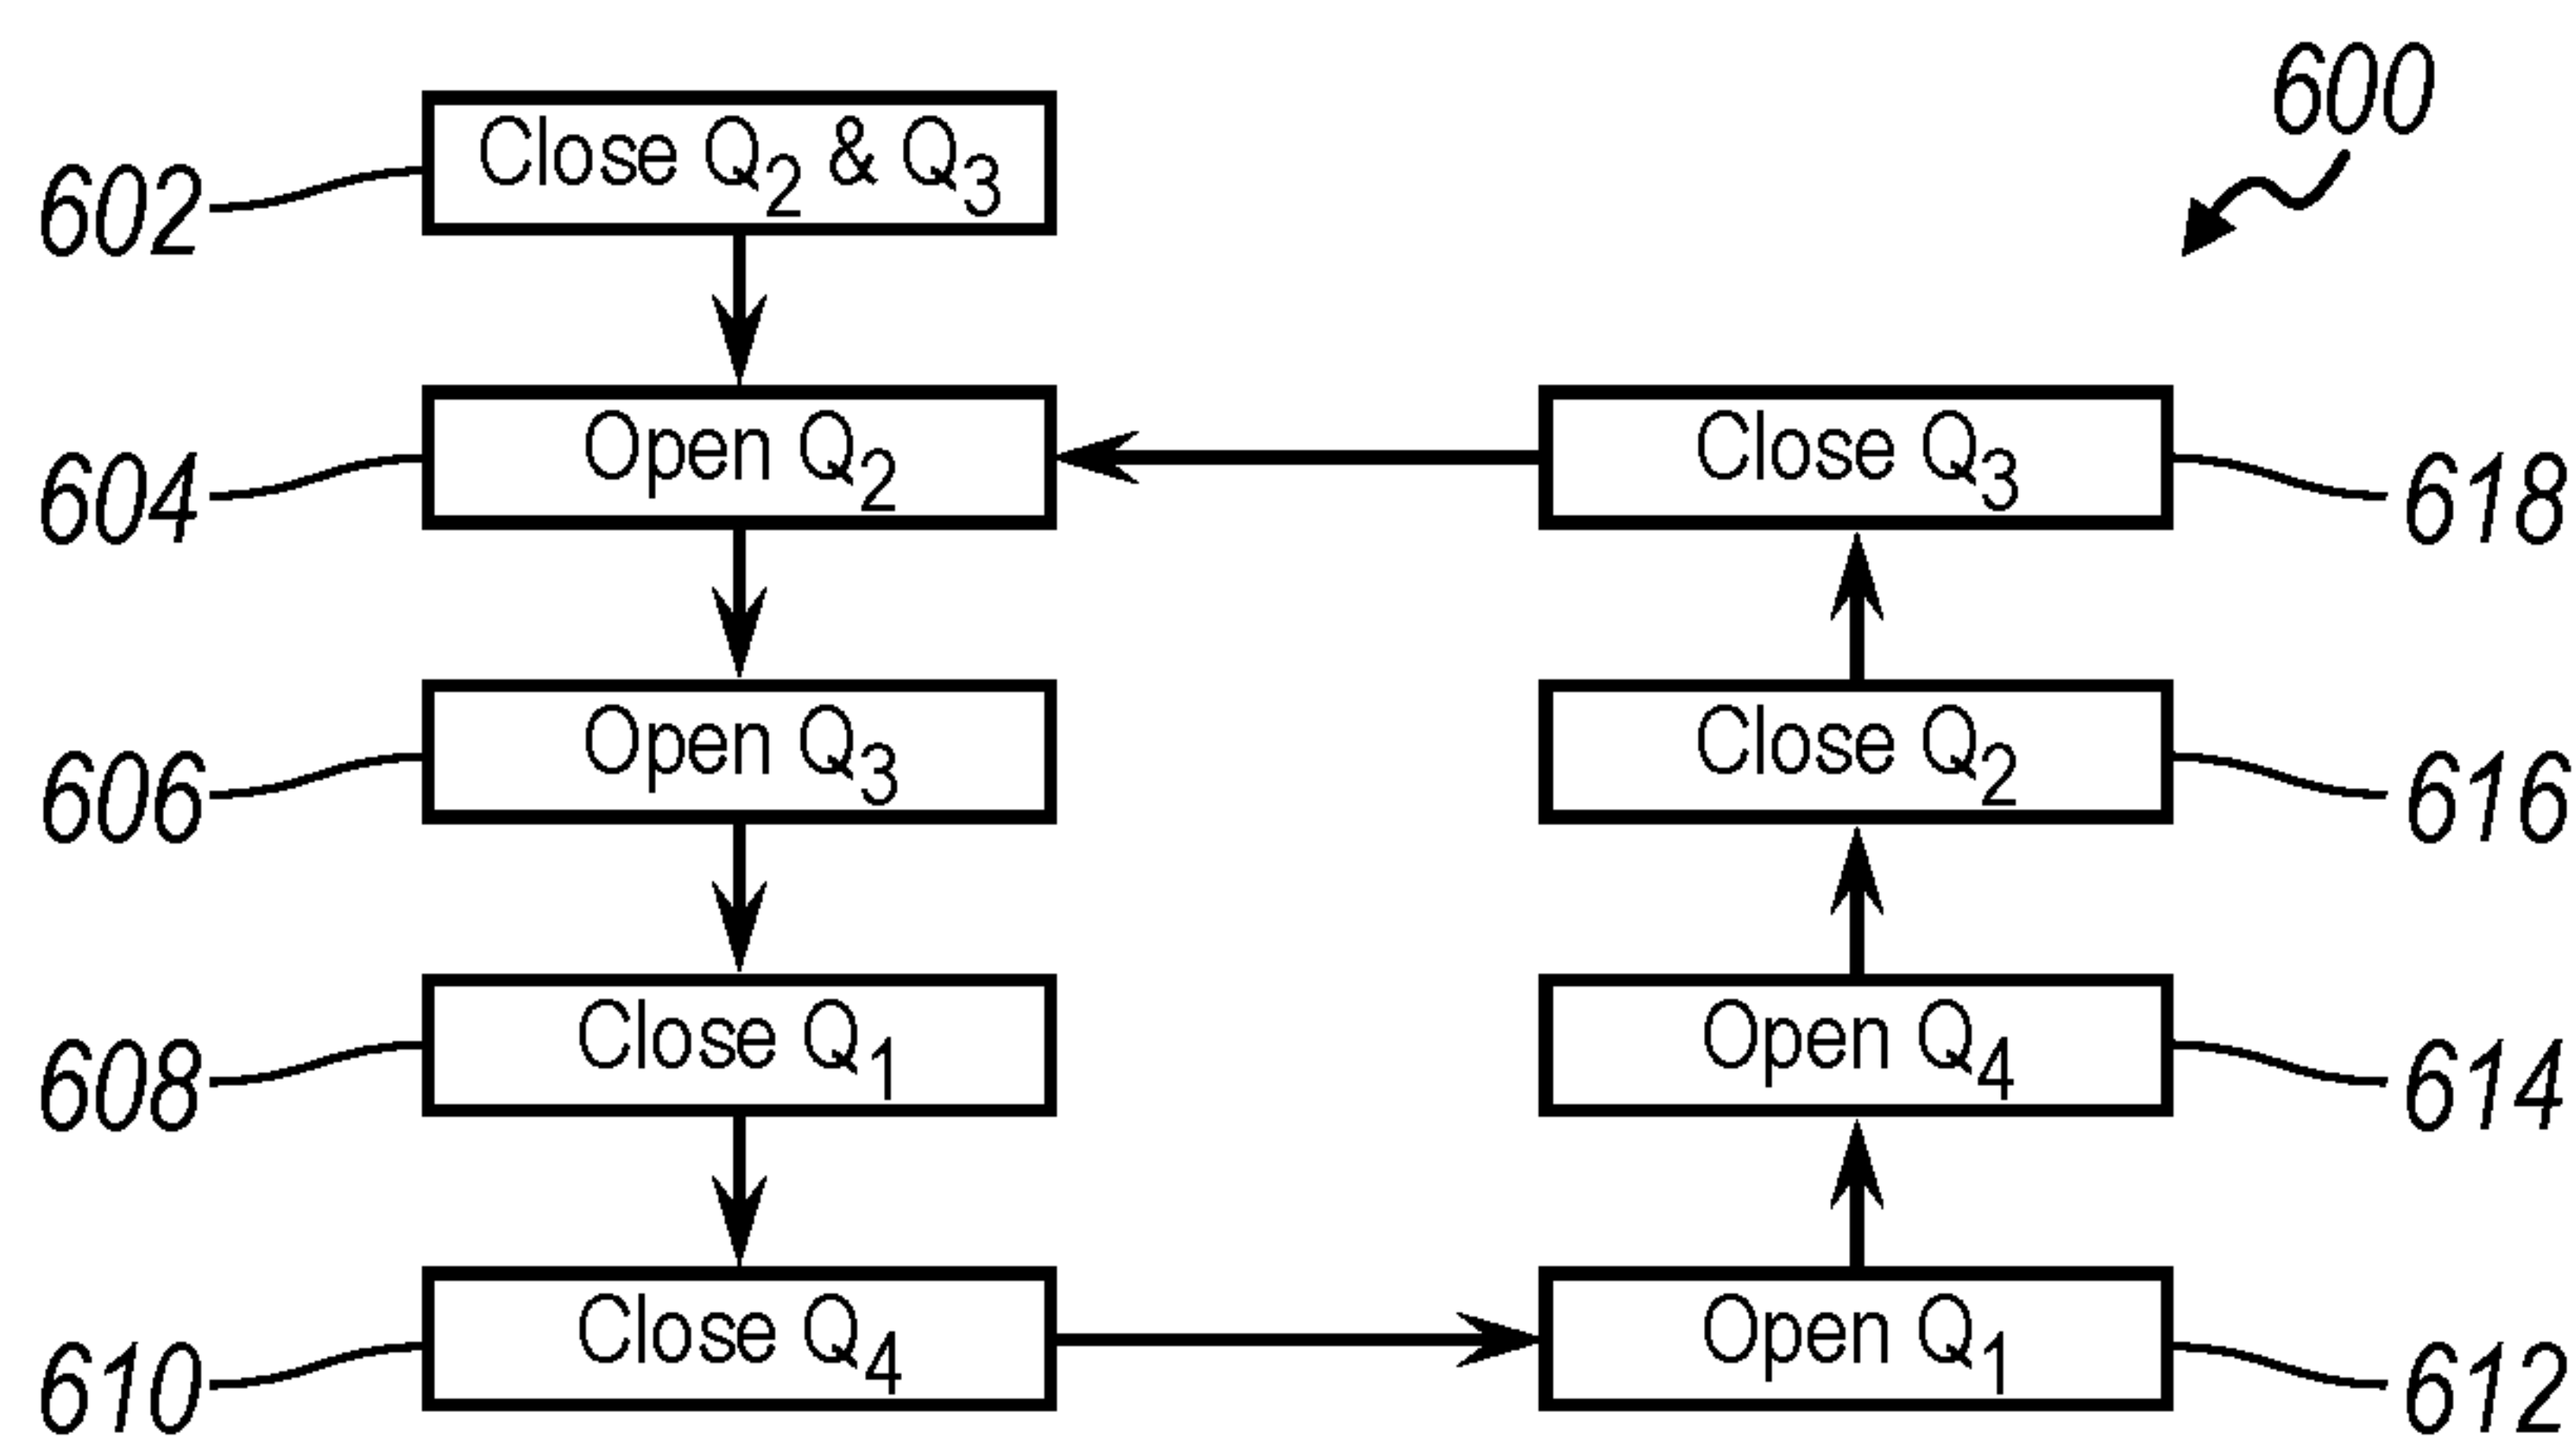 600
602
Close Q2 & Q3
604
Open Q2
Close Q3
618
606
Open Q3
Close Q2
616
608
Close Q1
Open Q4
614
610
Close Q4
Open Q1
612